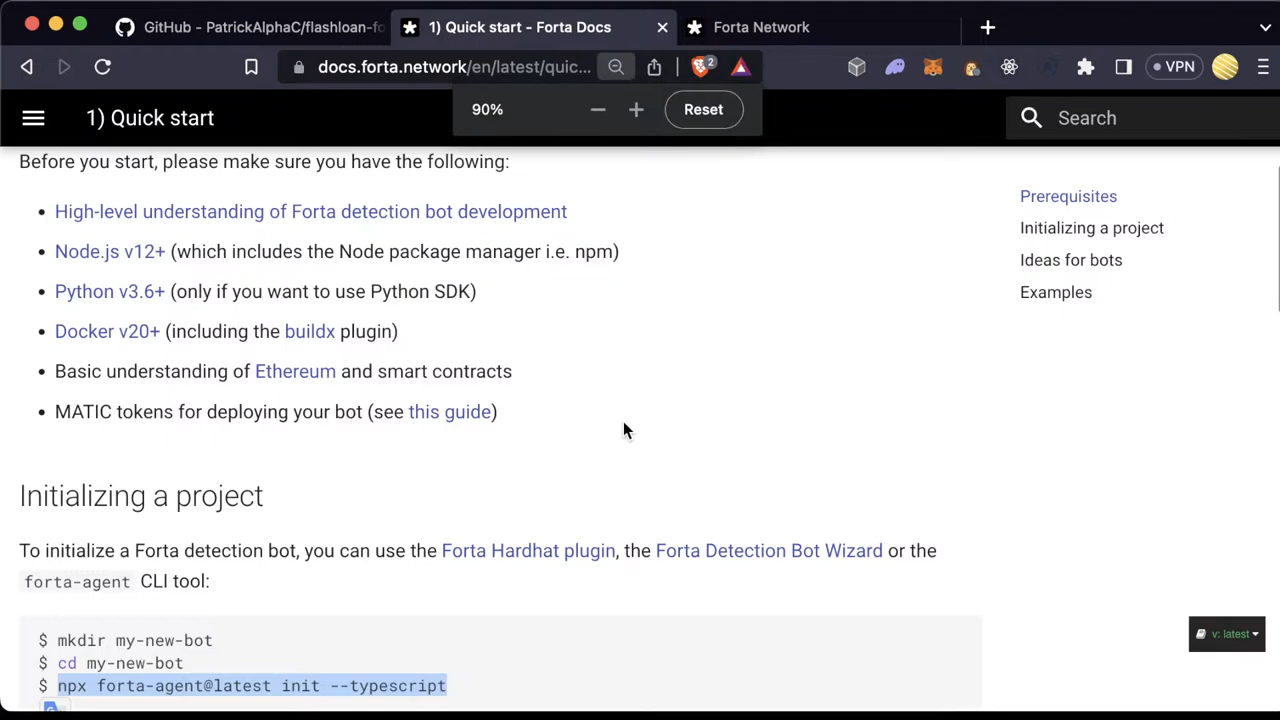 GitHub - PatrickAlphaC/flashloan-fo
1) Quick start - Forta Docs
Forta Network
docs.forta.network/en/latest/quic...
2
VPN
90%
Reset
1) Quick start
Search
Before you start, please make sure you have the following:
• High-level understanding of Forta detection bot development
• Node.js v12+ (which includes the Node package manager i.e. npm)
• Python v3.6+ (only if you want to use Python SDK)
• Docker v20+ (including the buildx plugin)
• Basic understanding of Ethereum and smart contracts
• MATIC tokens for deploying your bot (see this guide)
Prerequisites
Initializing a project
Ideas for bots
Examples
Initializing a project
To initialize a Forta detection bot, you can use the Forta Hardhat plugin, the Forta Detection Bot Wizard or the
forta-agent CLI tool:
$ mkdir my-new-bot
$ cd my-new-bot
$ npx forta-agent@latest init --typescript
v: latest